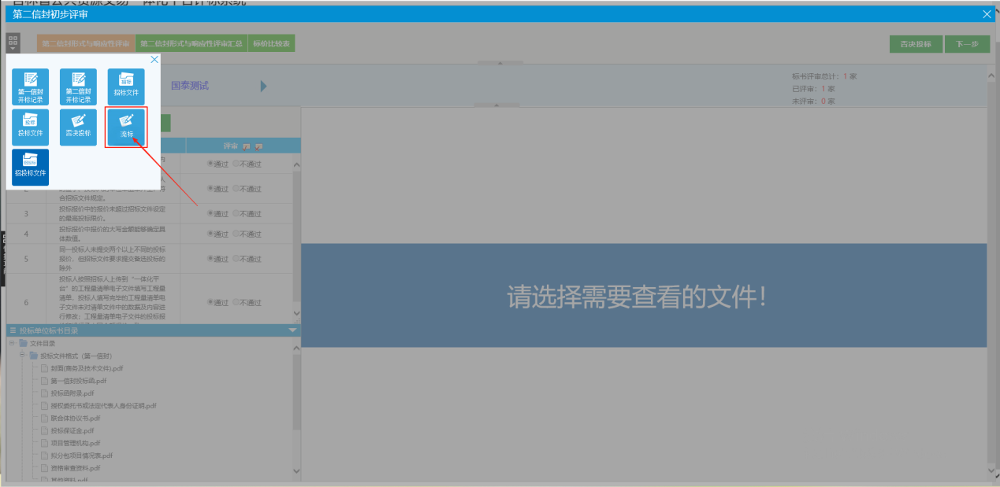 第二信封初步评审
第二信封形式与响应性评审
第二信封形式与响应性评审汇总
标价比较表
否决投标
下一步
第一信封
开标记录
第二信封
开标记录
招标
招标文件
投标
投标文件
否决投标
流标
招投标
招投标文件
国泰测试
标书评审总计：1 家
已评审：1 家
未评审：0 家
评审
通过 不通过
通过 不通过
合招标文件规定。
3
投标报价中的报价未超过招标文件设定
的最高投标限价。
通过 不通过
4
投标报价中报价的大写金额能够确定具
体数值。
通过 不通过
5
同一投标人未提交两个以上不同的投标
报价，但招标文件要求提交备选投标的
除外
通过 不通过
6
投标人按照招标人上传到“一体化平
台”的工程量清单电子文件填写工程量
清单，投标人填写完毕的工程量清单电
子文件未对清单文件中的数据及内容进
行修改；工程量清单电子文件的投标报
通过 不通过
请选择需要查看的文件！
投标单位标书目录
文件目录
投标文件格式（第一信封）
封面(商务及技术文件).pdf
第一信封投标函.pdf
投标函附录.pdf
授权委托书或法定代表人身份证明.pdf
联合体协议书.pdf
投标保证金.pdf
项目管理机构.pdf
拟分包项目情况表.pdf
资格审查资料.pdf
其他资料.pdf